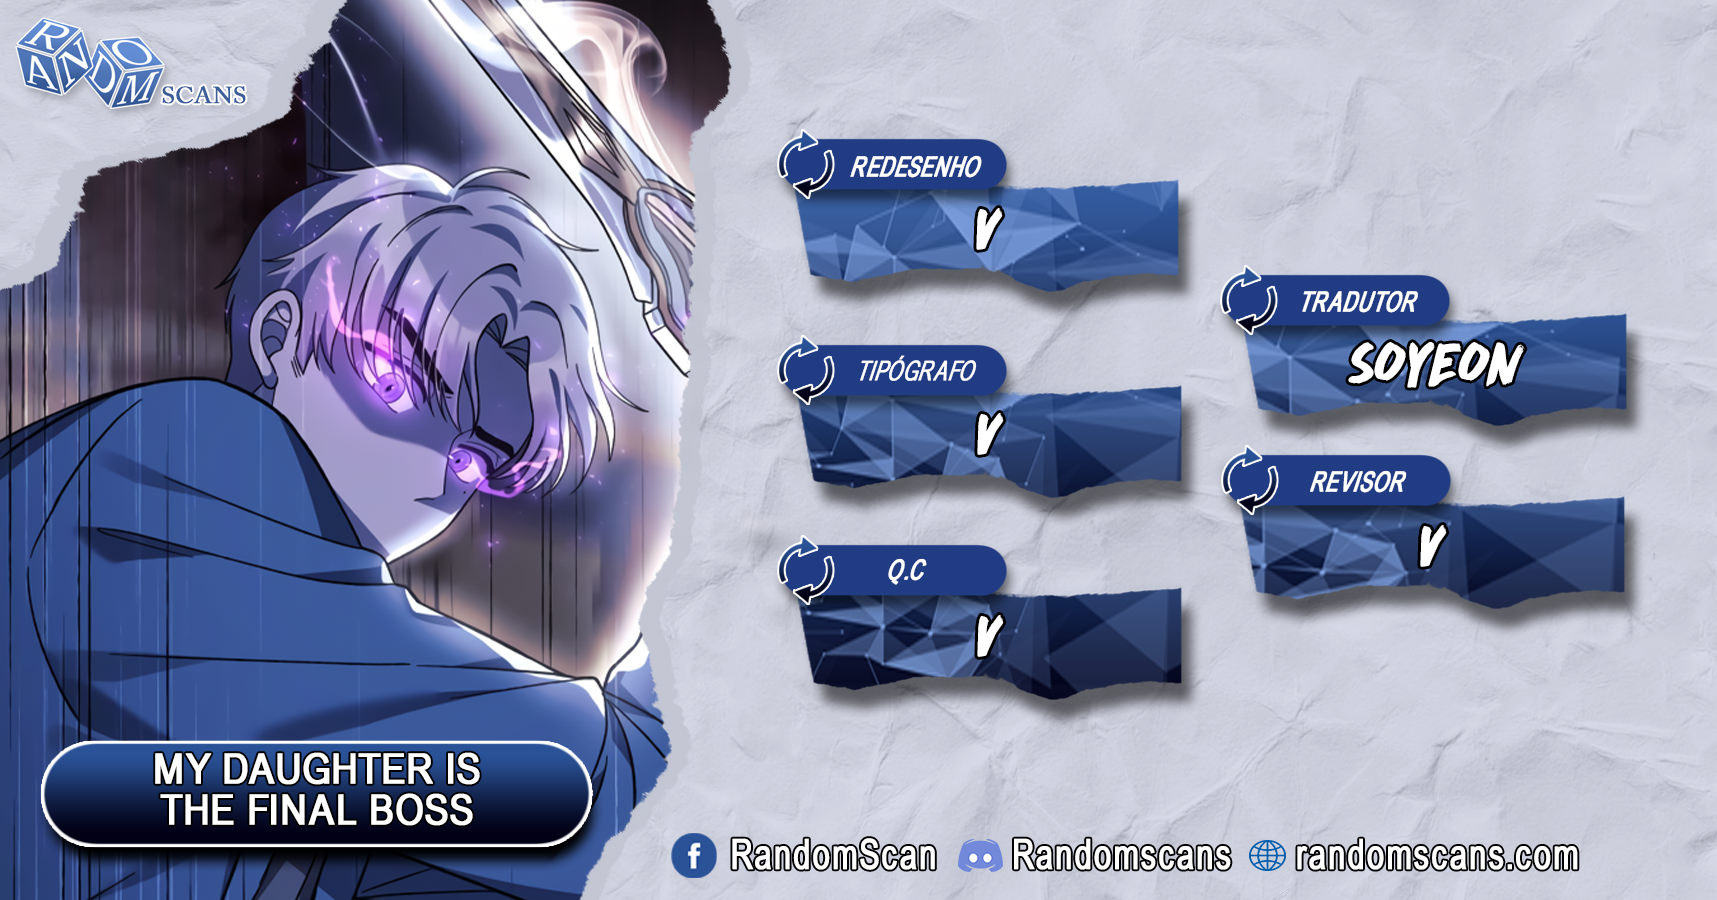 RANDOM SCANS
REDESENHO
V
TIPÓGRAFO
V
Q.C
V
TRADUTOR
SOYEON
REVISOR
V
MY DAUGHTER IS
THE FINAL BOSS
RandomScan
Randomscans
randomscans.com